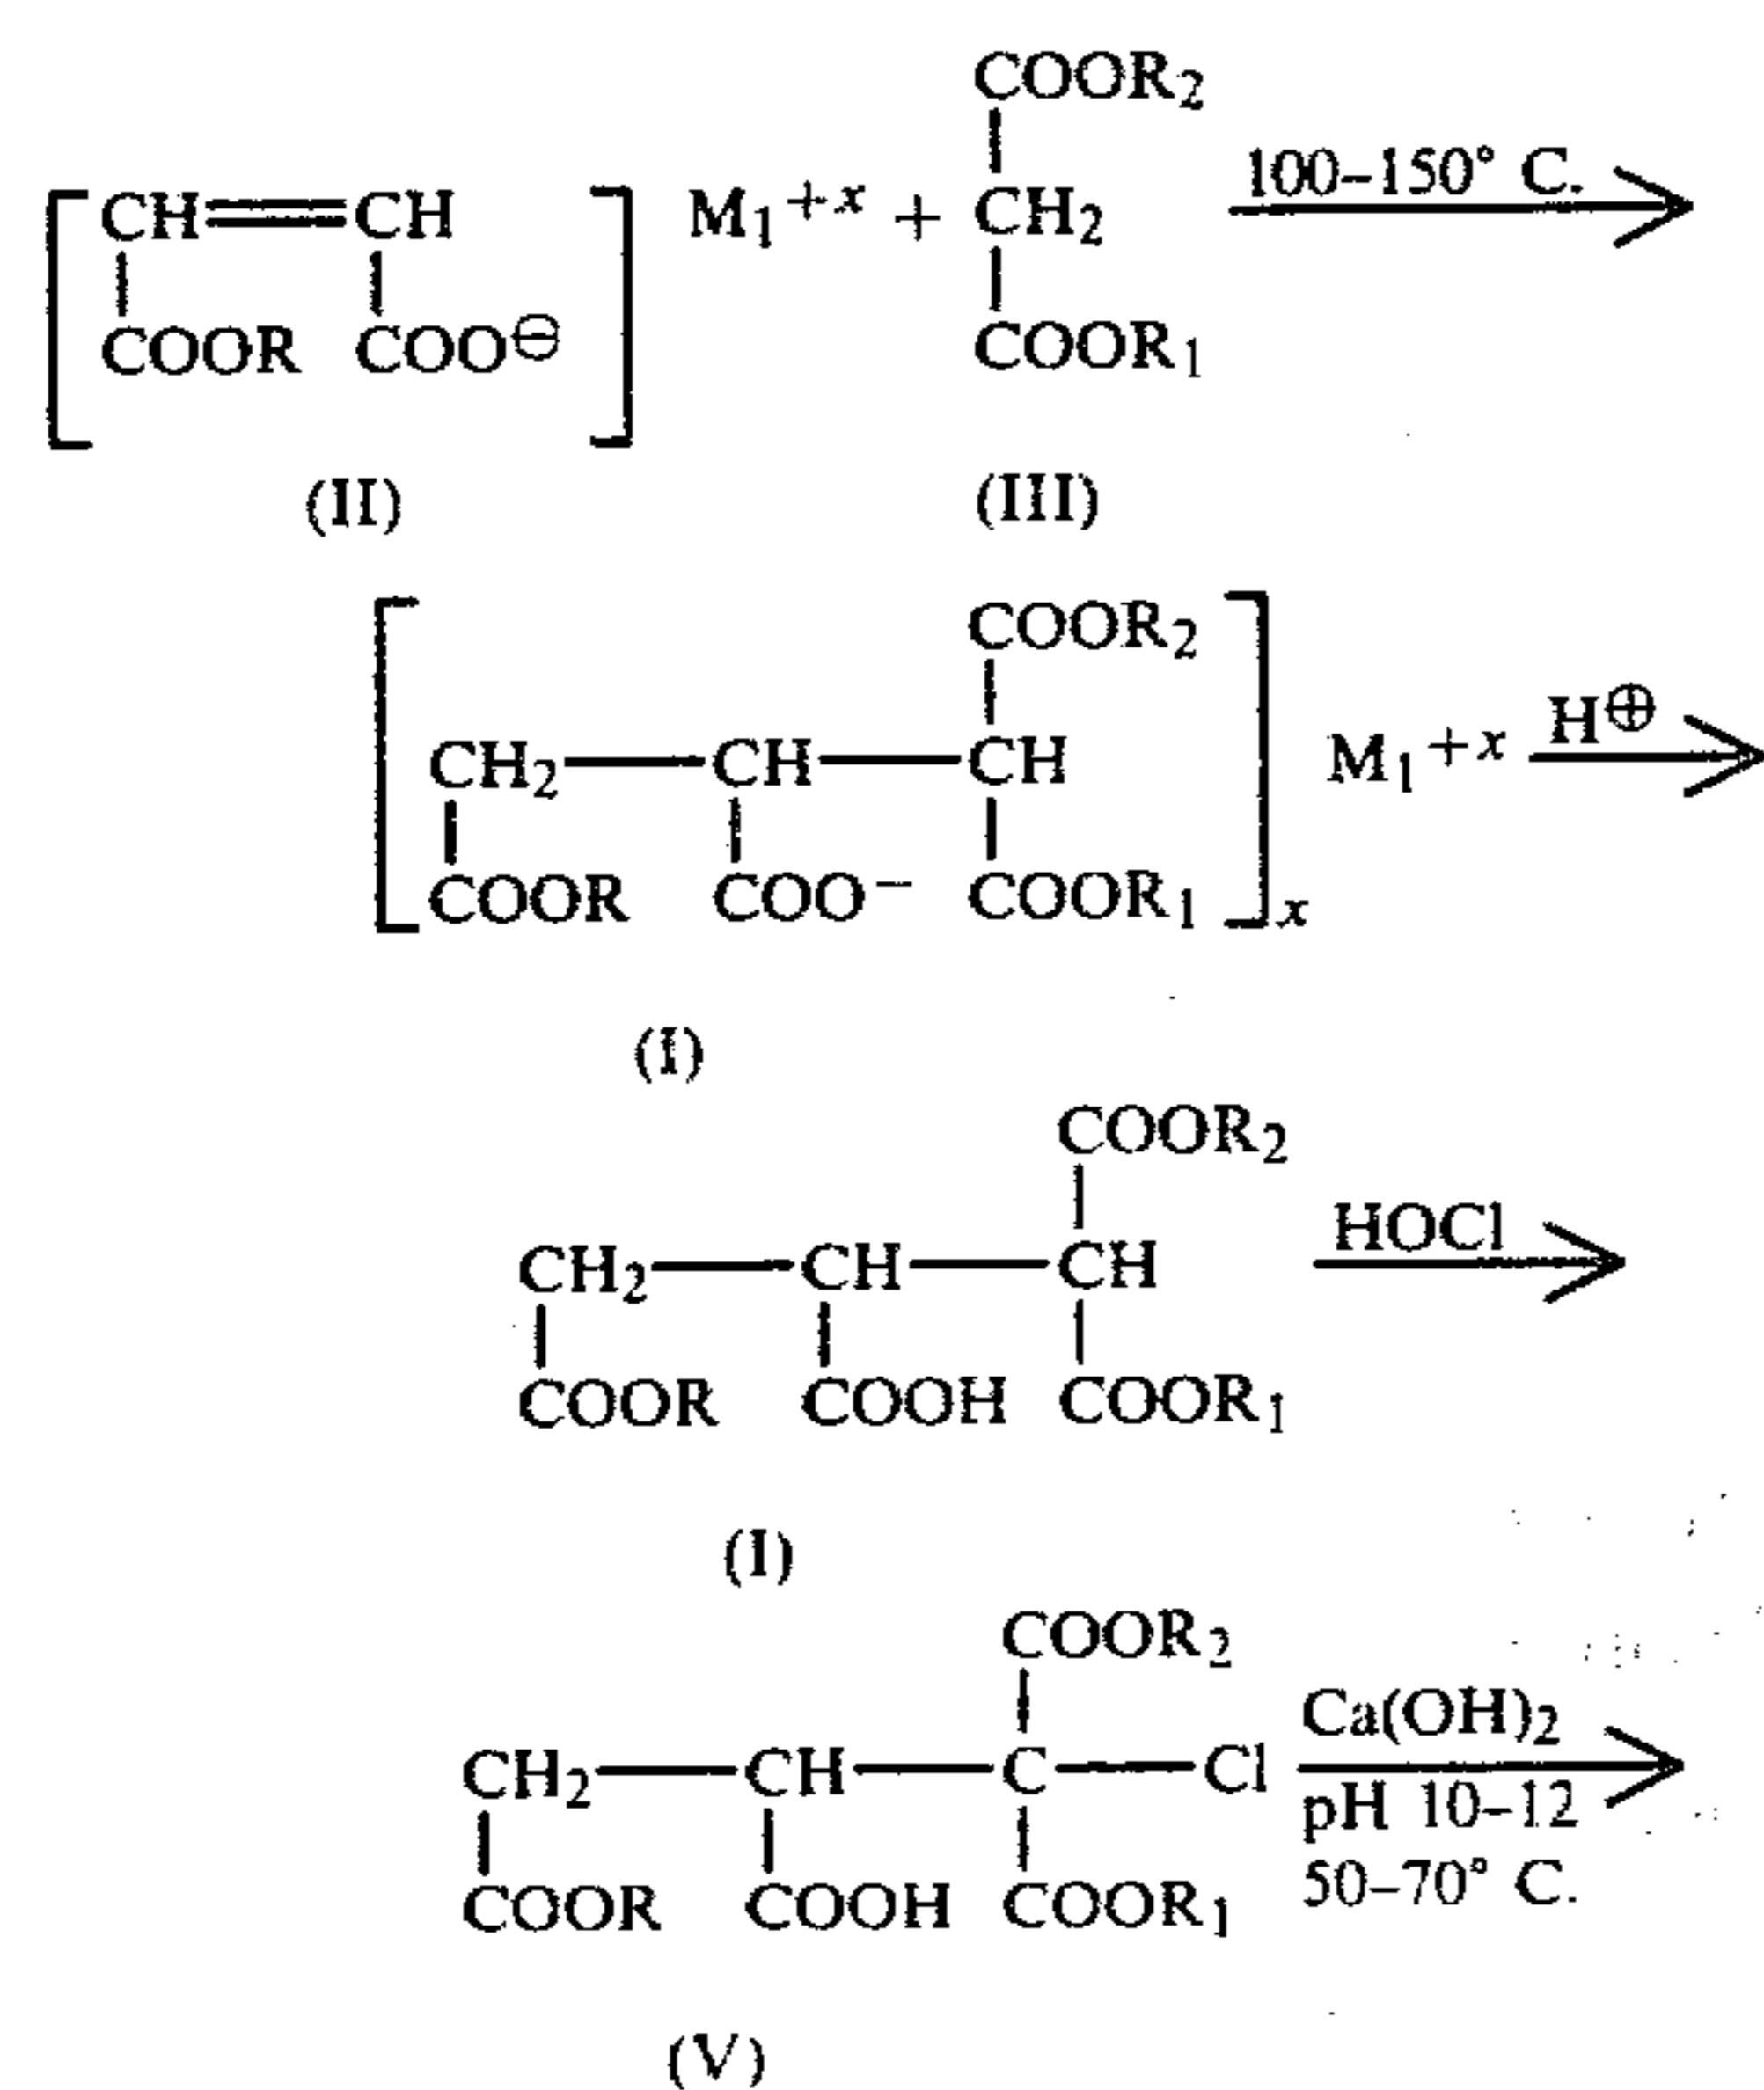 COOR2
CH=CH M1+x + CH2 100–150° C.
COOR COO⊖ COOR1
(II) (III)
COOR2
CH2—CH—CH M1+x H⊕
COOR COO− COOR1 x
(I)
COOR2
CH2—CH—CH HOCl
COOR COOH COOR1
(I)
COOR2
CH2—CH—C—Cl Ca(OH)2
pH 10–12
COOR COOH COOR1 50–70° C.
(V)